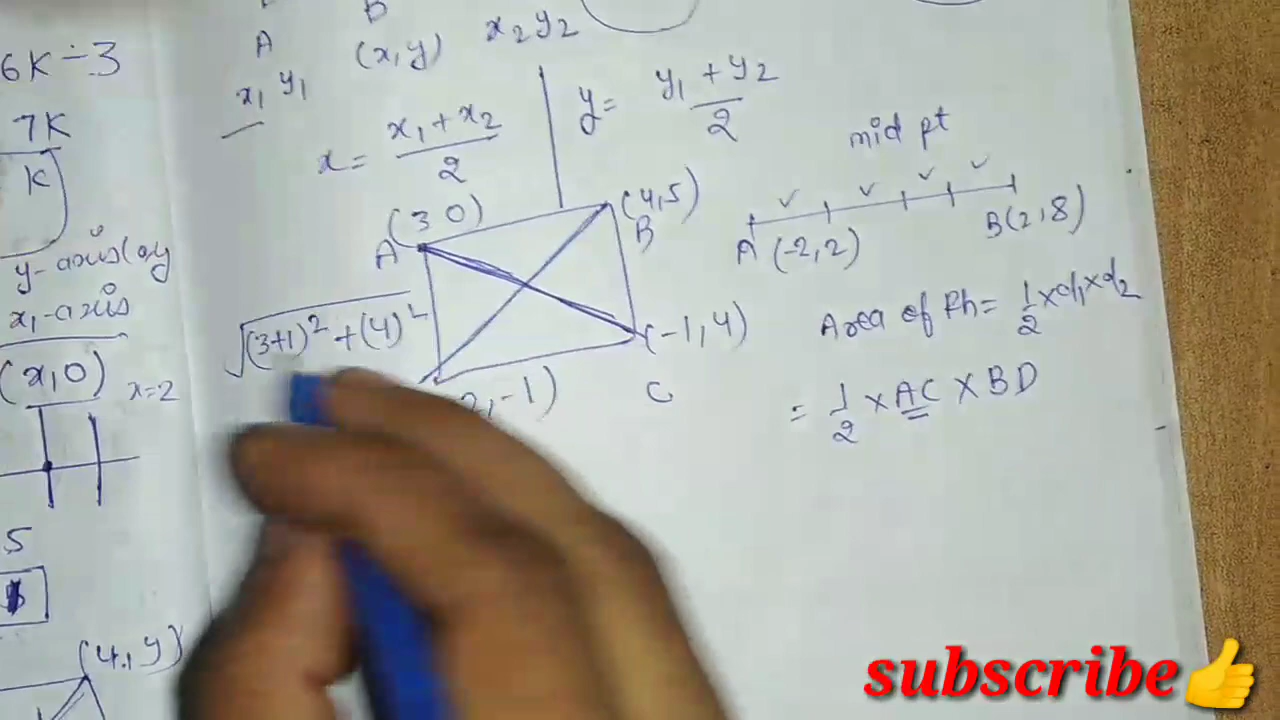 B
A
(x,y)
x2 y2
x1 y1
6K-3
7K
K
x = x1+x2/2
y = y1+y2/2
mid pt
A (3 0)
(4,5)
B
A (-2,2)
B(2,8)
y-axis(oy
x,-axis
√(3+1)²+(4)²
(-1,4)
C
,-1)
Area of Rh = 1/2 × d1×d2
= 1/2 × AC × BD
(x,0)
x=2
5
(4,y)
subscribe👍